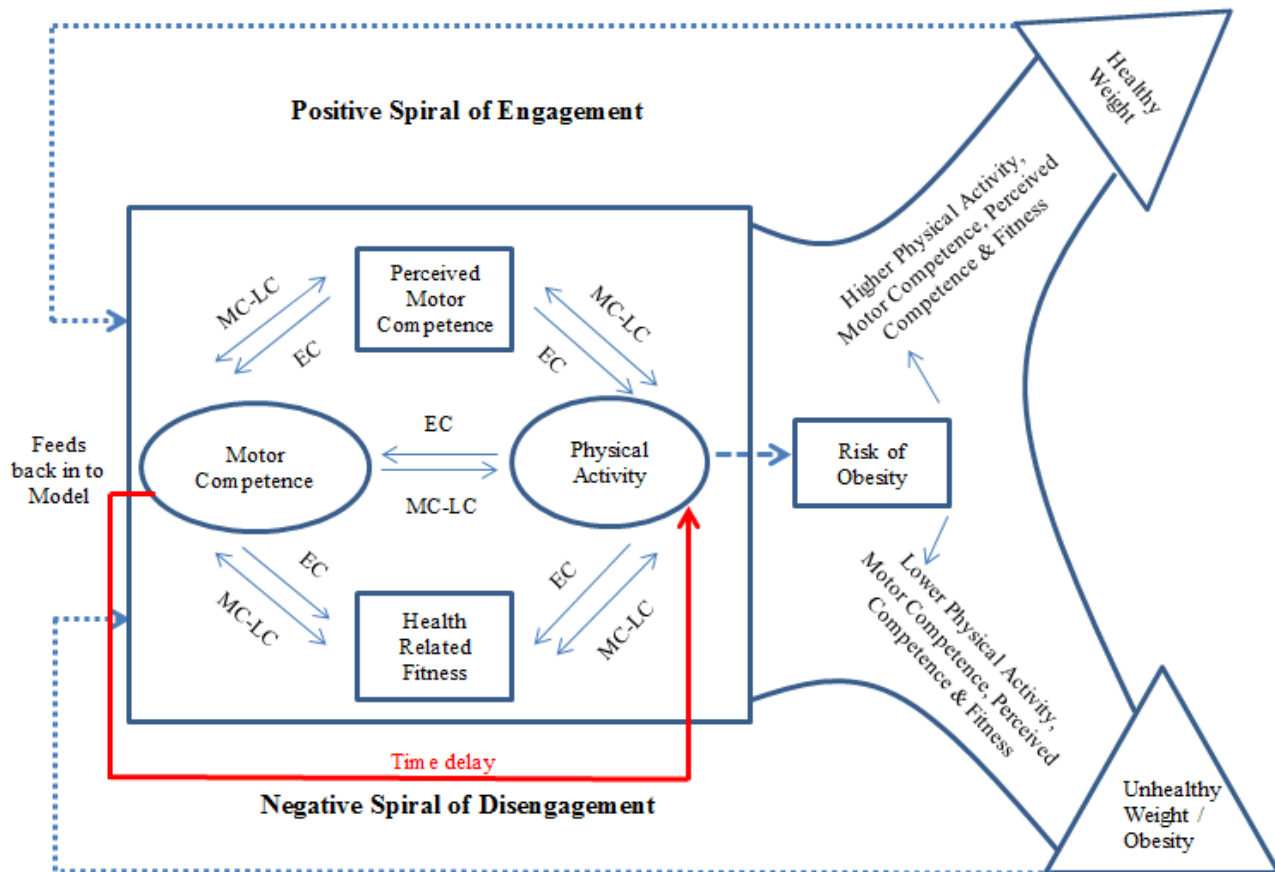 Positive Spiral of Engagement
Healthy
Weight
Higher Physical Activity,
Motor Competence, Perceived
Competence & Fitness
Perceived
Motor
Competence
MC-LC
EC
MC-LC
EC
Feeds
back in to
Model
Motor
Competence
EC
MC-LC
Physical
Activity
Risk of
Obesity
EC
MC-LC
EC
MC-LC
Health
Related
Fitness
Lower Physical Activity,
Motor Competence, Perceived
Competence & Fitness
Time delay
Negative Spiral of Disengagement
Unhealthy
Weight /
Obesity